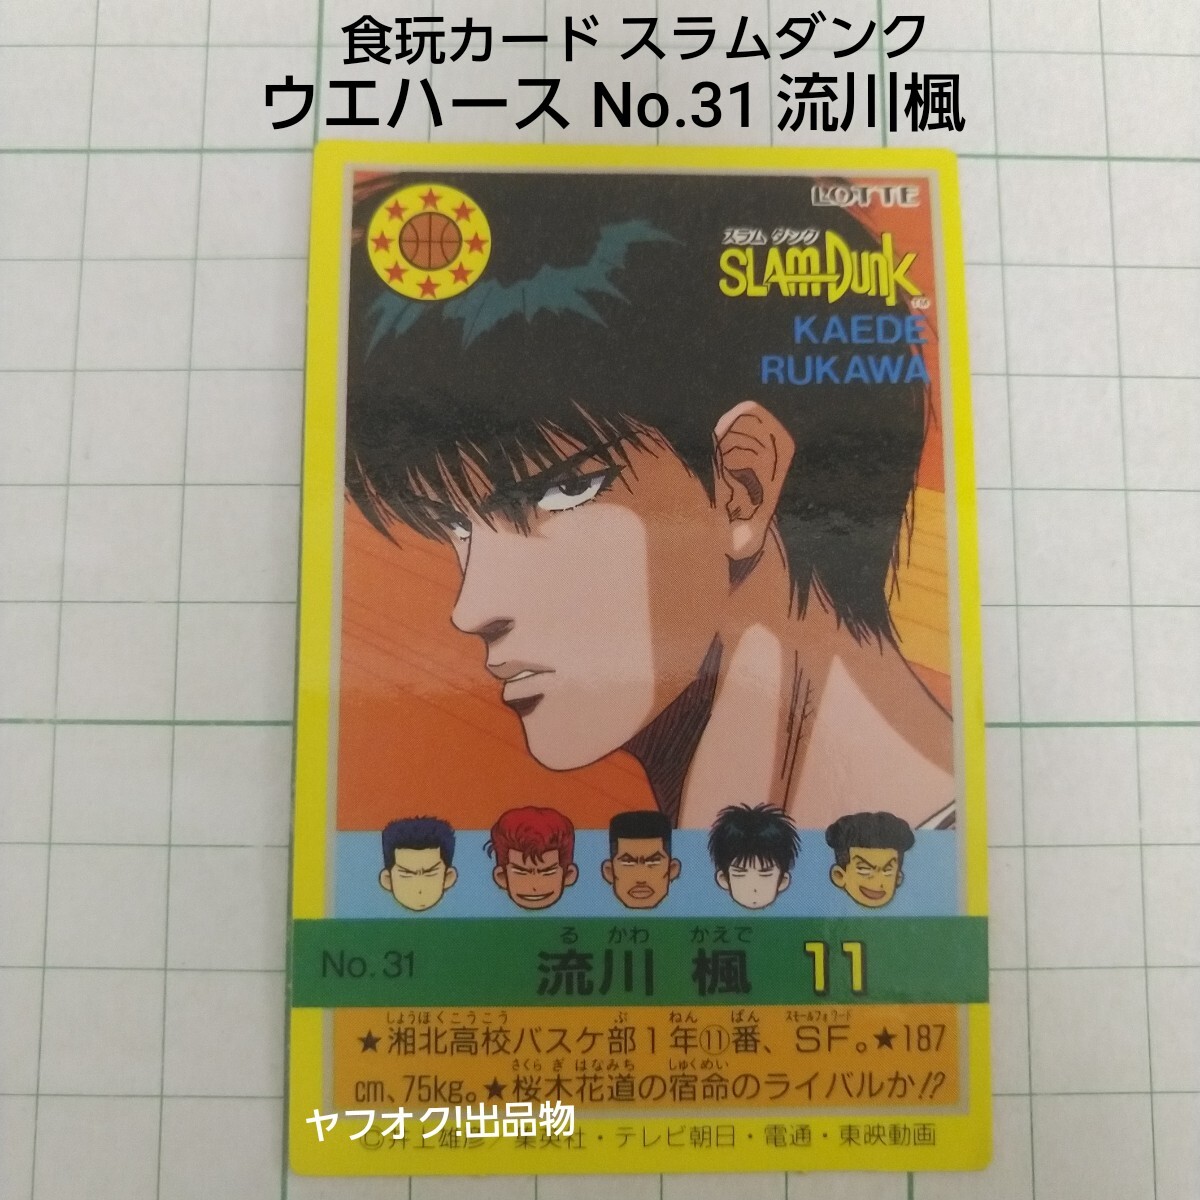 食玩カード スラムダンク
ウエハース No.31 流川楓
LOTTE
スラム ダンク
SLAM DUNK
TM
KAEDE
RUKAWA
る かわ かえで
No.31 流川 楓 11
しょうほくこうこう ぶ ねん ばん スモールフォワード
★湘北高校バスケ部1年⑪番、SF。★187
さくら ぎ はなみち しゅくめい
cm、75kg。★桜木花道の宿命のライバルか!?
ヤフオク!出品物
©井上雄彦/集英社・テレビ朝日・電通・東映動画